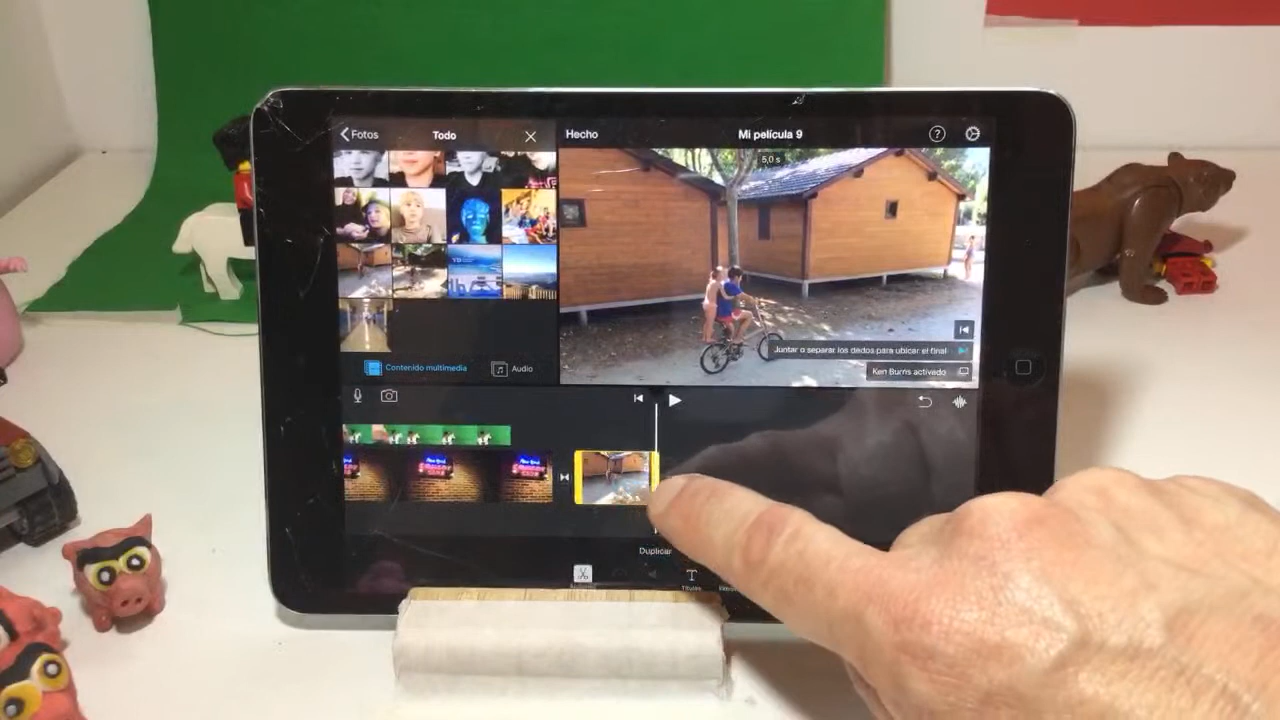 Fotos
Todo
Hecho
Mi película 9
5,0 s
Juntar o separar los dedos para ubicar el final
Ken Burns activado
Contenido multimedia
Audio
Duplicar
Títulos